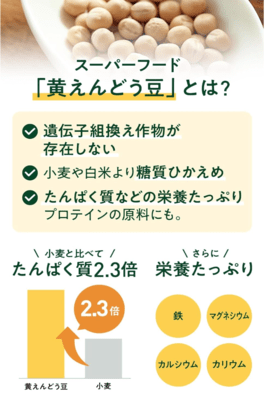 スーパーフード
「黄えんどう豆」とは?
遺伝子組換え作物が
存在しない
小麦や白米より糖質ひかえめ
たんぱく質などの栄養たっぷり
プロテインの原料にも。
\ 小麦と比べて /
たんぱく質2.3倍
2.3倍
黄えんどう豆
小麦
\ さらに /
栄養たっぷり
鉄
マグネシウム
カルシウム
カリウム